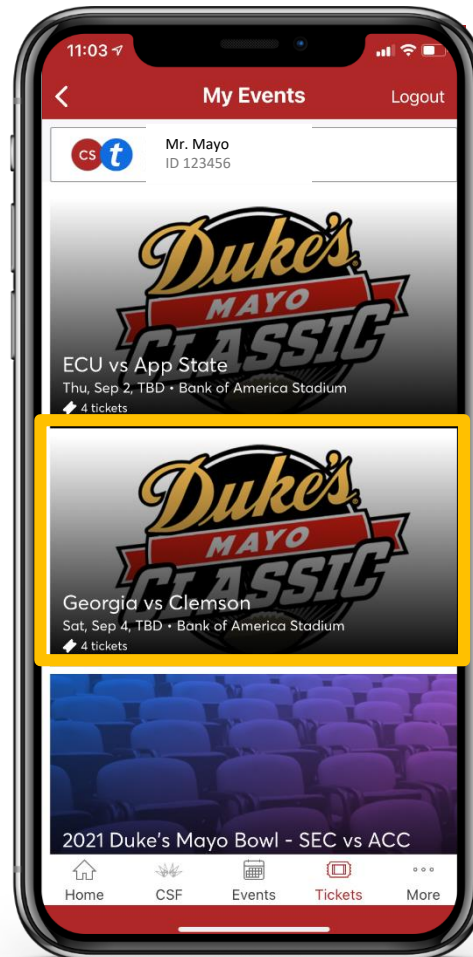 11:03
My Events
Logout
CS t
Mr. Mayo
ID 123456
Duke's
MAYO
CLASSIC
ECU vs App State
Thu, Sep 2, TBD • Bank of America Stadium
4 tickets
Duke's
MAYO
CLASSIC
Georgia vs Clemson
Sat, Sep 4, TBD • Bank of America Stadium
4 tickets
2021 Duke's Mayo Bowl - SEC vs ACC
Home CSF Events Tickets More